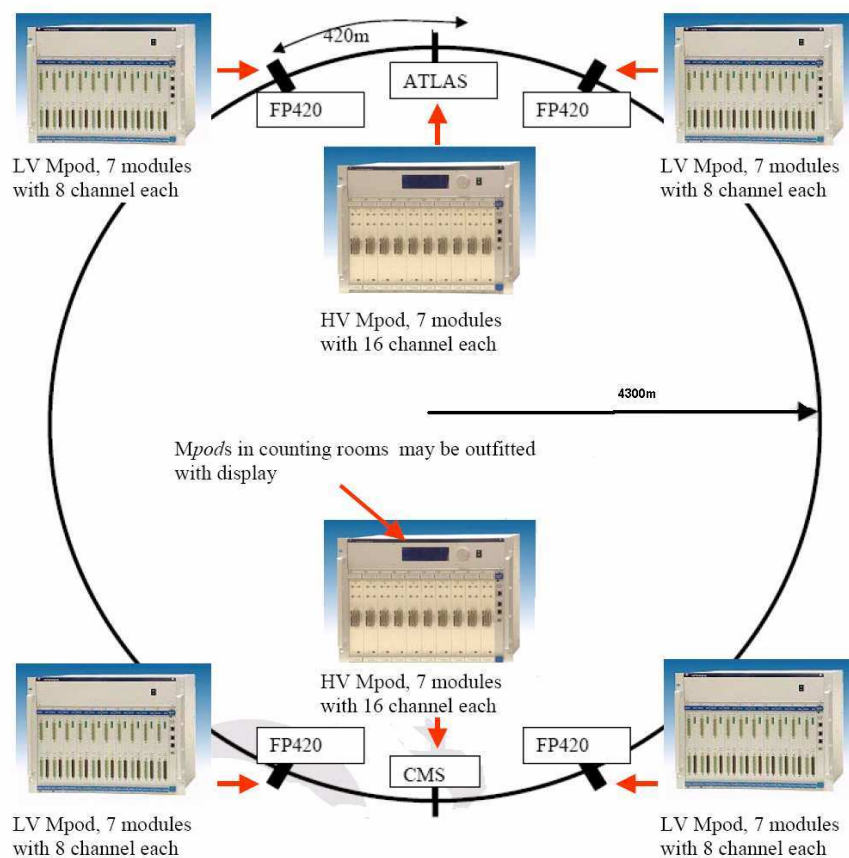 420m
ATLAS
FP420
FP420
LV Mpod, 7 modules
with 8 channel each
LV Mpod, 7 modules
with 8 channel each
HV Mpod, 7 modules
with 16 channel each
4300m
Mpods in counting rooms may be outfitted
with display
HV Mpod, 7 modules
with 16 channel each
FP420
FP420
CMS
LV Mpod, 7 modules
with 8 channel each
LV Mpod, 7 modules
with 8 channel each